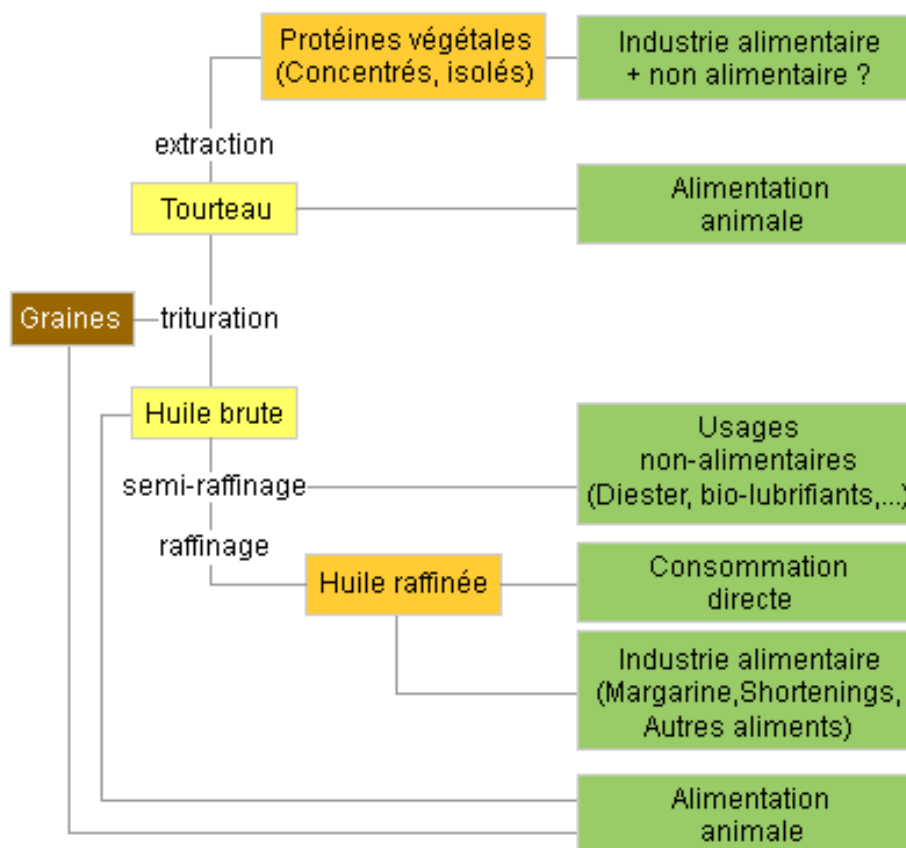 Protéines végétales
(Concentrés, isolés)
Industrie alimentaire
+ non alimentaire ?
extraction
Tourteau
Alimentation
animale
Graines
trituration
Huile brute
Usages
non-alimentaires
(Diester, bio-lubrifiants,...)
semi-raffinage
raffinage
Huile raffinée
Consommation
directe
Industrie alimentaire
(Margarine,Shortenings,
Autres aliments)
Alimentation
animale